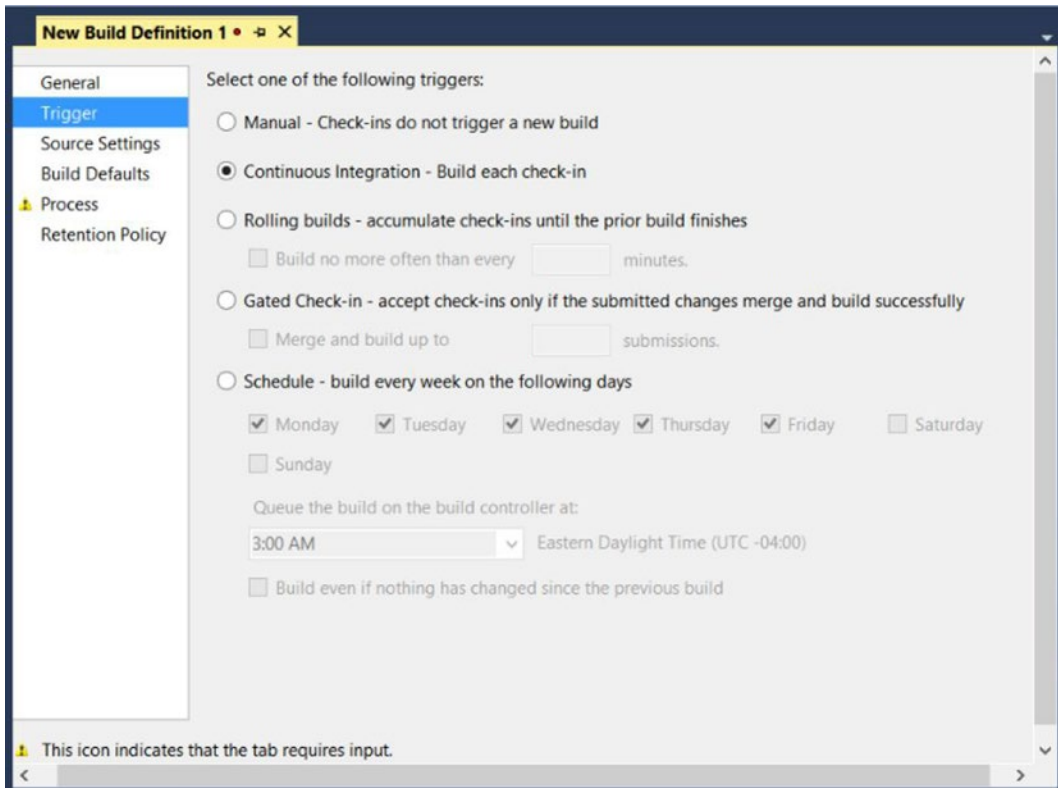 New Build Definition 1
General
Trigger
Source Settings
Build Defaults
Process
Retention Policy
Select one of the following triggers:
Manual - Check-ins do not trigger a new build
Continuous Integration - Build each check-in
Rolling builds - accumulate check-ins until the prior build finishes
Build no more often than every minutes.
Gated Check-in - accept check-ins only if the submitted changes merge and build successfully
Merge and build up to submissions.
Schedule - build every week on the following days
Monday Tuesday Wednesday Thursday Friday Saturday
Sunday
Queue the build on the build controller at:
3:00 AM Eastern Daylight Time (UTC -04:00)
Build even if nothing has changed since the previous build
This icon indicates that the tab requires input.